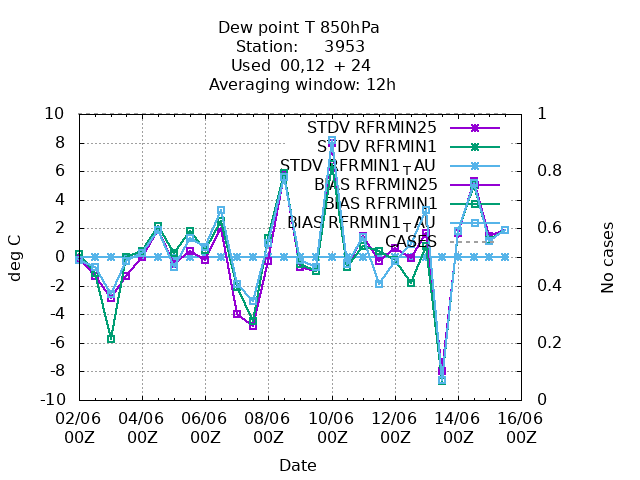 Dew point T 850hPa
Station: 3953
Used 00,12 + 24
Averaging window: 12h
10 1
STDV RFRMIN25
8
STDV RFRMIN1
6 STDV RFRMIN1┬AU 0.8
BIAS RFRMIN25
4
BIAS RFRMIN1
2 BIAS RFRMIN1┬AU 0.6
CASES
0
-2 0.4
-4
-6 0.2
-8
-10 0
deg C
No cases
02/06 04/06 06/06 08/06 10/06 12/06 14/06 16/06
00Z 00Z 00Z 00Z 00Z 00Z 00Z 00Z
Date